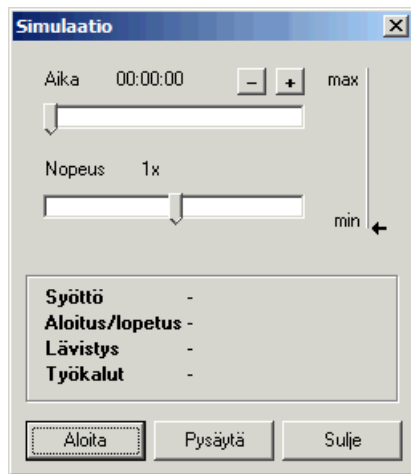 Simulaatio
Aika 00:00:00 - + max
Nopeus 1x
min
Syöttö -
Aloitus/lopetus -
Lävistys -
Työkalut -
Aloita Pysäytä Sulje